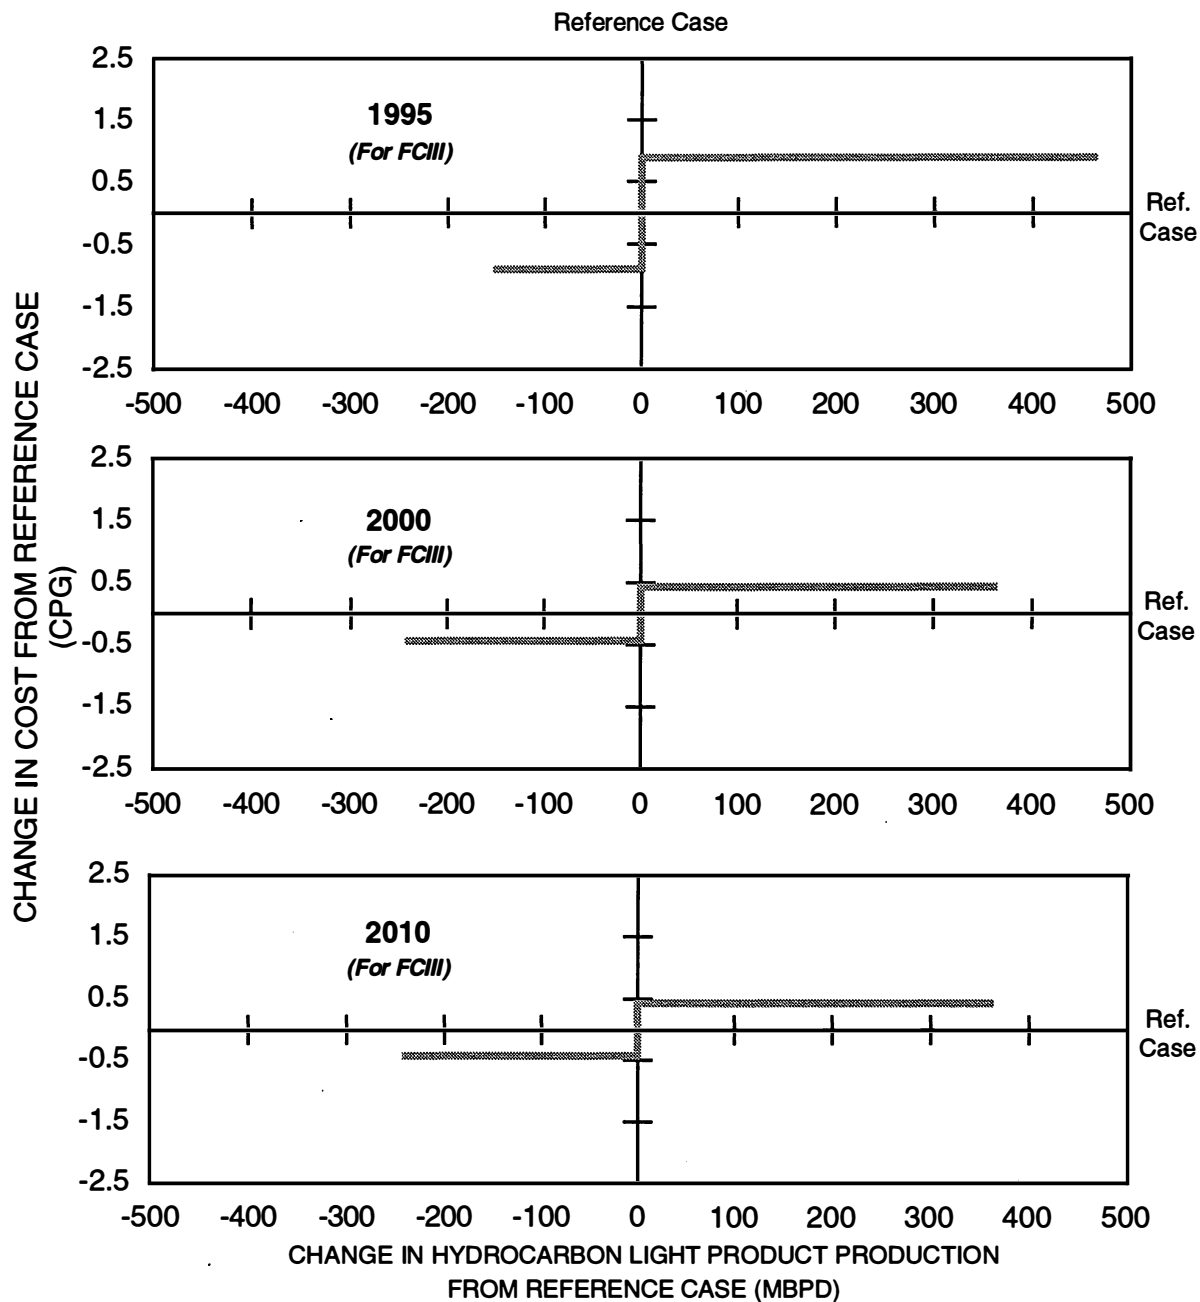 Reference Case
2.5
1995
1.5
(For FCIII)
0.5
Ref.
Case
-0.5
-1.5
-2.5
-500 -400 -300 -200 -100 0 100 200 300 400 500
CHANGE IN COST FROM REFERENCE CASE
(CPG)
2.5
2000
1.5
(For FCIII)
0.5
Ref.
Case
-0.5
-1.5
-2.5
-500 -400 -300 -200 -100 0 100 200 300 400 500
2.5
2010
1.5
(For FCIII)
0.5
Ref.
Case
-0.5
-1.5
-2.5
-500 -400 -300 -200 -100 0 100 200 300 400 500
CHANGE IN HYDROCARBON LIGHT PRODUCT PRODUCTION
FROM REFERENCE CASE (MBPD)